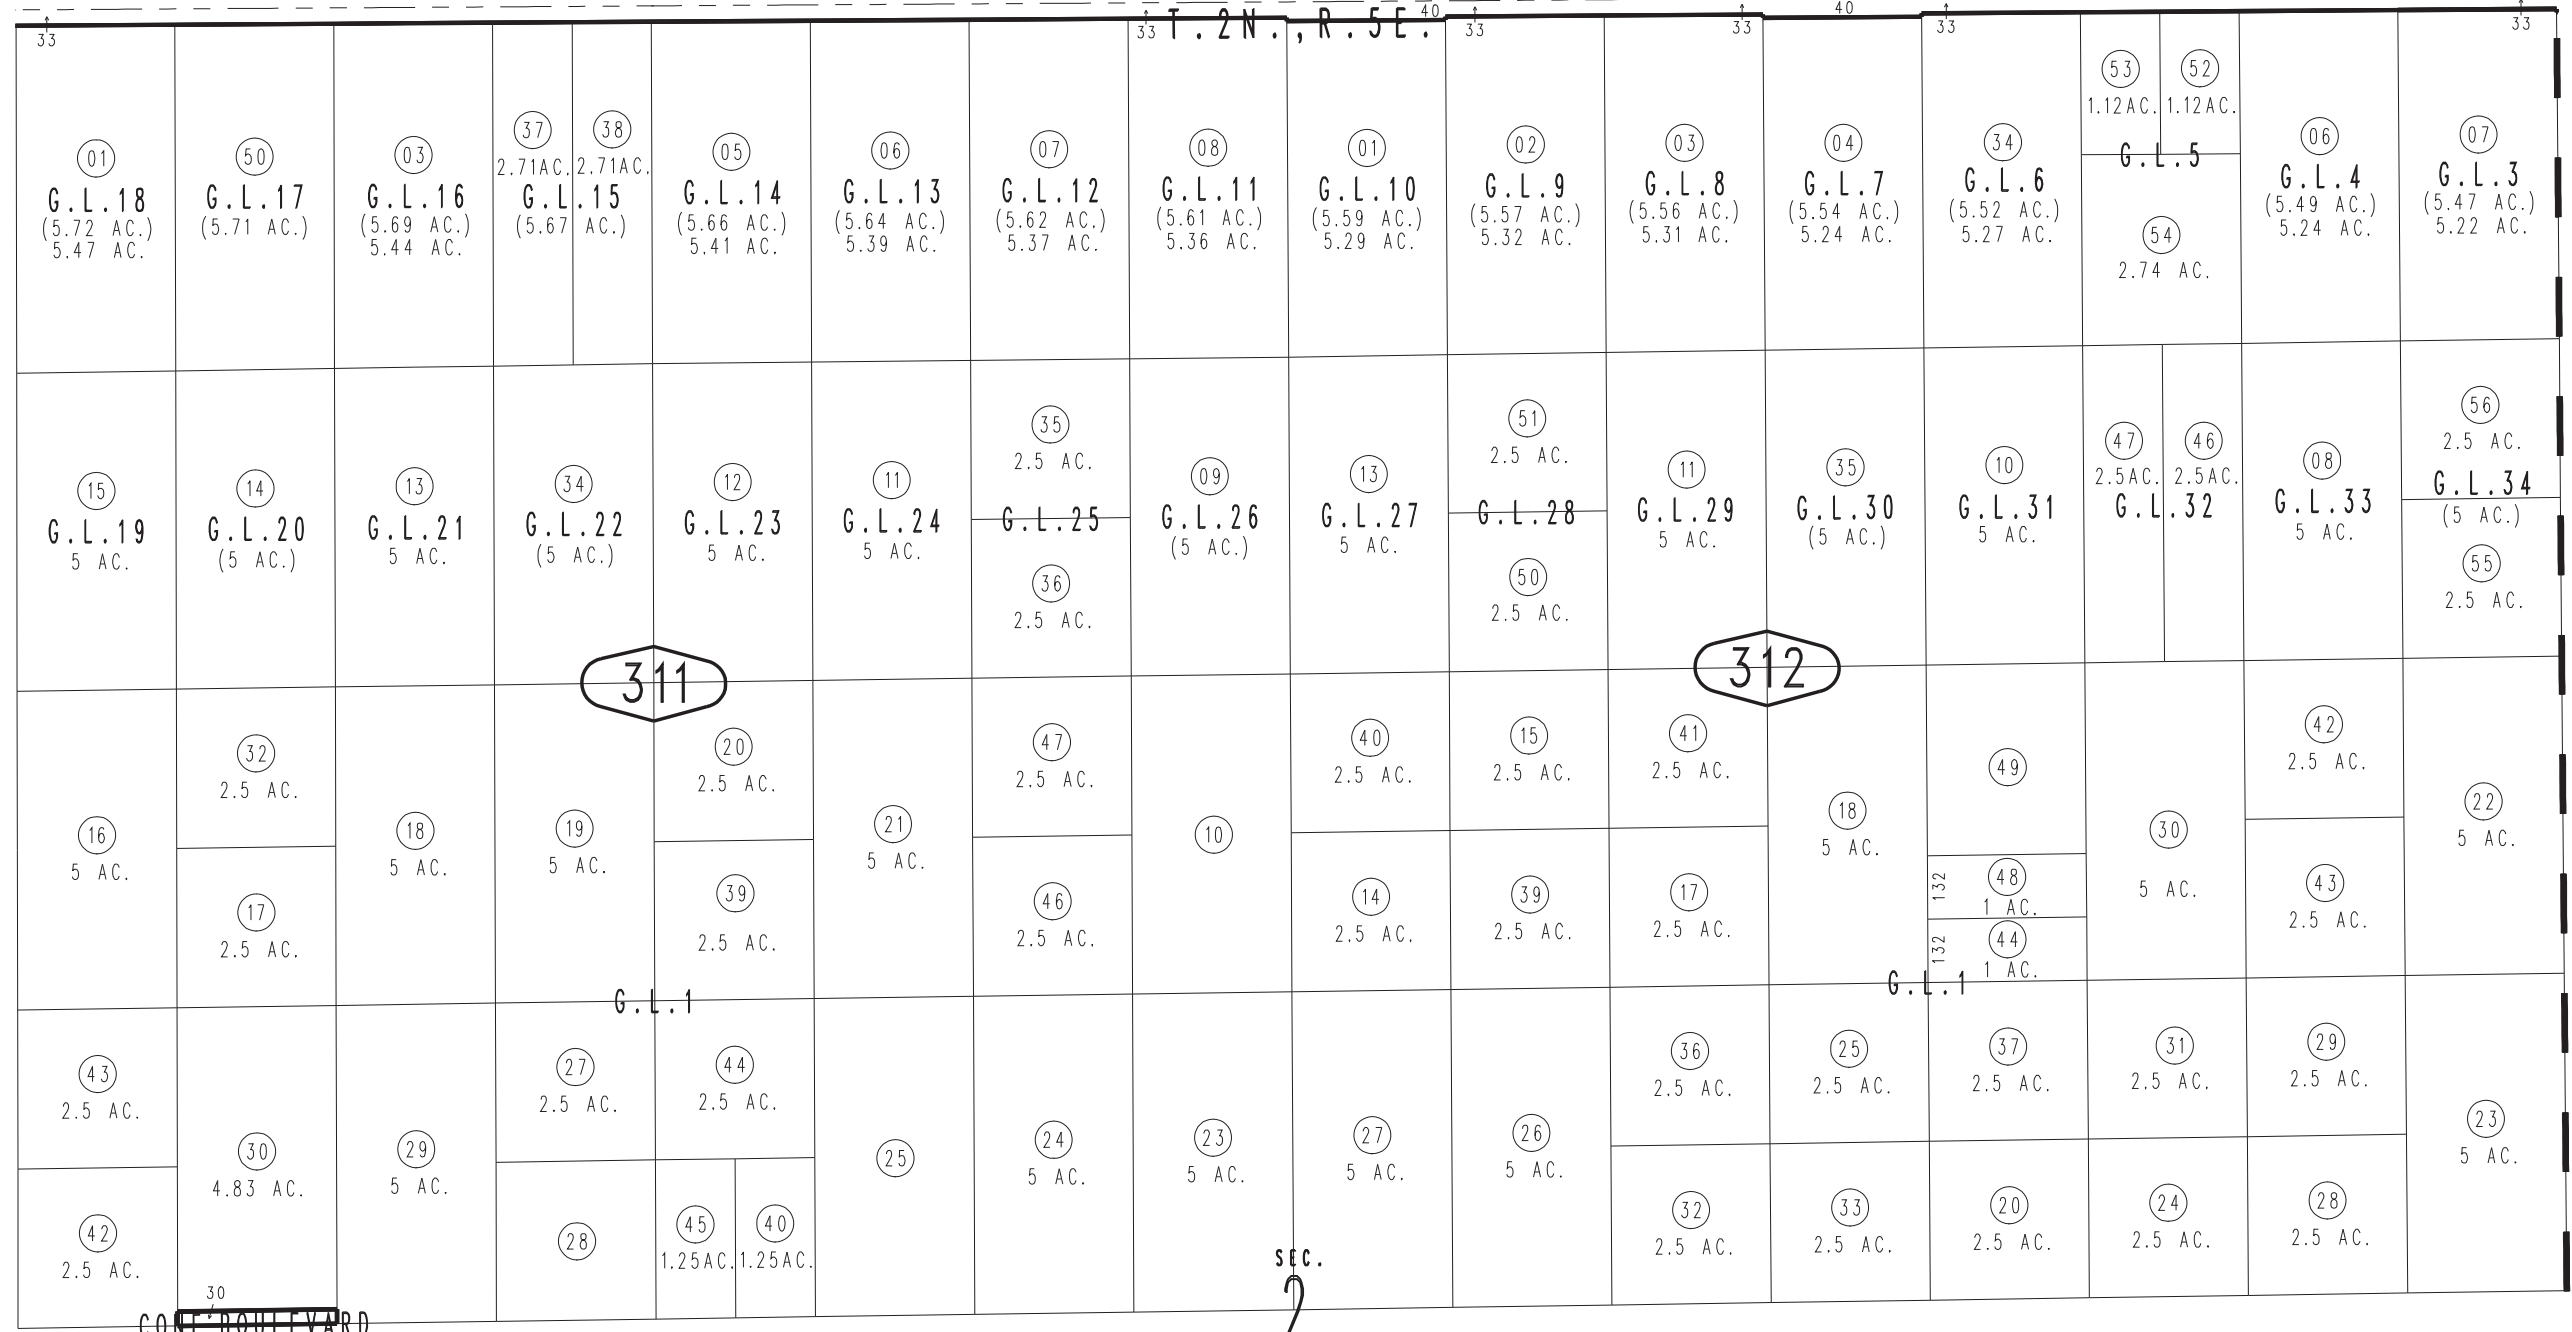 T.2N.,R.5E.
33
33
40
33
33
40
33
33
01
G.L.18
(5.72 AC.)
5.47 AC.
50
G.L.17
(5.71 AC.)
03
G.L.16
(5.69 AC.)
5.44 AC.
37
2.71AC.
38
2.71AC.
G.L.15
(5.67 AC.)
05
G.L.14
(5.66 AC.)
5.41 AC.
06
G.L.13
(5.64 AC.)
5.39 AC.
07
G.L.12
(5.62 AC.)
5.37 AC.
08
G.L.11
(5.61 AC.)
5.36 AC.
01
G.L.10
(5.59 AC.)
5.29 AC.
02
G.L.9
(5.57 AC.)
5.32 AC.
03
G.L.8
(5.56 AC.)
5.31 AC.
04
G.L.7
(5.54 AC.)
5.24 AC.
34
G.L.6
(5.52 AC.)
5.27 AC.
53
1.12AC.
52
1.12AC.
G.L.5
54
2.74 AC.
06
G.L.4
(5.49 AC.)
5.24 AC.
07
G.L.3
(5.47 AC.)
5.22 AC.
15
G.L.19
5 AC.
14
G.L.20
(5 AC.)
13
G.L.21
5 AC.
34
G.L.22
(5 AC.)
12
G.L.23
5 AC.
11
G.L.24
5 AC.
35
2.5 AC.
G.L.25
36
2.5 AC.
09
G.L.26
(5 AC.)
13
G.L.27
5 AC.
51
2.5 AC.
G.L.28
50
2.5 AC.
11
G.L.29
5 AC.
35
G.L.30
(5 AC.)
10
G.L.31
5 AC.
47
2.5AC.
46
2.5AC.
G.L.32
08
G.L.33
5 AC.
56
2.5 AC.
G.L.34
(5 AC.)
55
2.5 AC.
311
312
16
5 AC.
32
2.5 AC.
17
2.5 AC.
18
5 AC.
19
5 AC.
20
2.5 AC.
39
2.5 AC.
21
5 AC.
47
2.5 AC.
46
2.5 AC.
10
40
2.5 AC.
14
2.5 AC.
15
2.5 AC.
39
2.5 AC.
41
2.5 AC.
17
2.5 AC.
18
5 AC.
49
132
48
1 AC.
132
44
1 AC.
30
5 AC.
42
2.5 AC.
43
2.5 AC.
22
5 AC.
G.L.1
G.L.1
43
2.5 AC.
42
2.5 AC.
30
4.83 AC.
29
5 AC.
27
2.5 AC.
28
44
2.5 AC.
45
1.25AC.
40
1.25AC.
25
24
5 AC.
23
5 AC.
27
5 AC.
26
5 AC.
36
2.5 AC.
32
2.5 AC.
25
2.5 AC.
33
2.5 AC.
37
2.5 AC.
20
2.5 AC.
31
2.5 AC.
24
2.5 AC.
29
2.5 AC.
28
2.5 AC.
23
5 AC.
SEC.
2
30
BOULEVARD